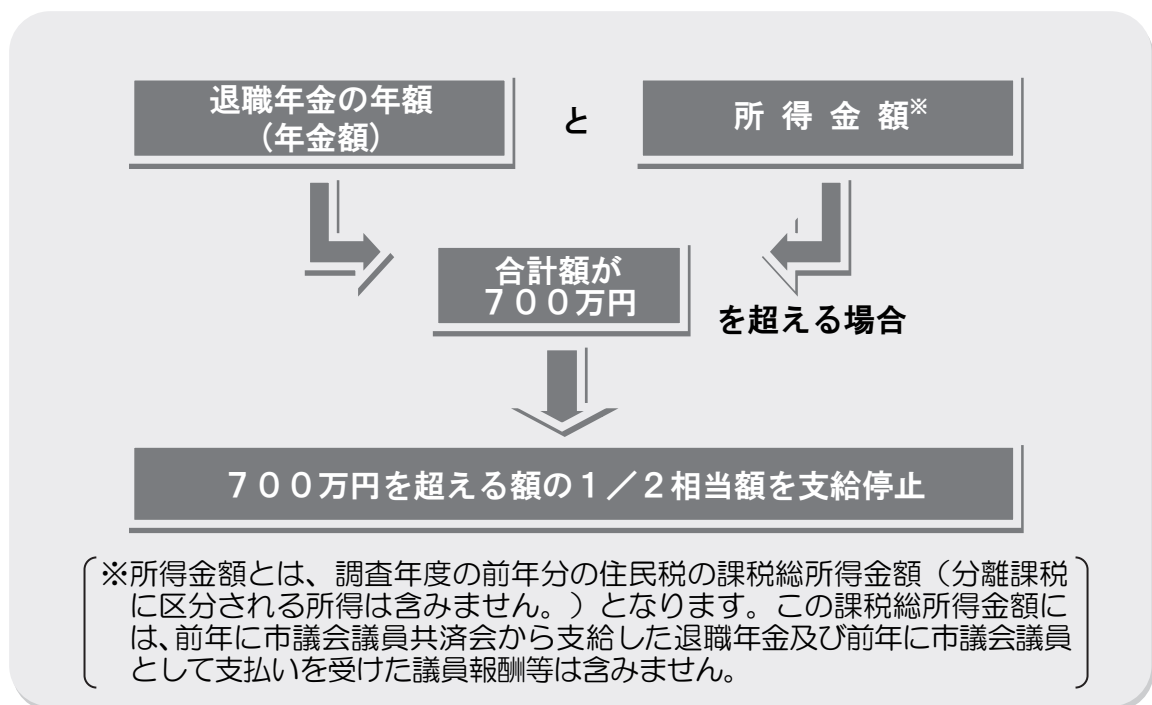 退職年金の年額
(年金額)
と
所得金額※
合計額が
７００万円
を超える場合
７００万円を超える額の１／２相当額を支給停止
※所得金額とは、調査年度の前年分の住民税の課税総所得金額（分離課税
に区分される所得は含みません。）となります。この課税総所得金額に
は、前年に市議会議員共済会から支給した退職年金及び前年に市議会議員
として支払いを受けた議員報酬等は含みません。